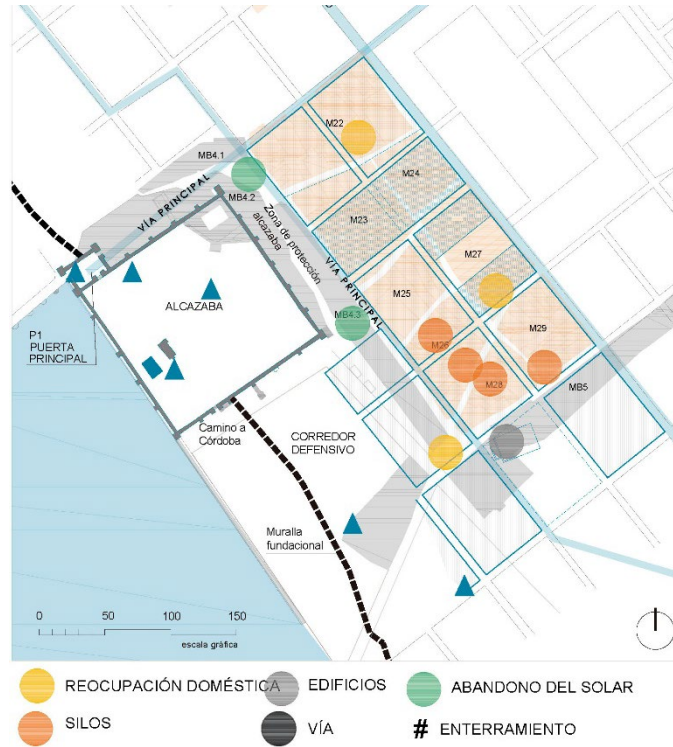 M22
MB4.1
M24
MB4.2
VÍA PRINCIPAL
Zona de protección
alcazaba
M23
M27
ALCAZABA
VÍA PRINCIPAL
M25
MB4.3
M29
P1
PUERTA
PRINCIPAL
M26
M28
MB5
Camino a
Córdoba
CORREDOR
DEFENSIVO
Muralla
fundacional
0 50 100 150
escala gráfica
REOCUPACIÓN DOMÉSTICA EDIFICIOS ABANDONO DEL SOLAR
SILOS VÍA # ENTERRAMIENTO